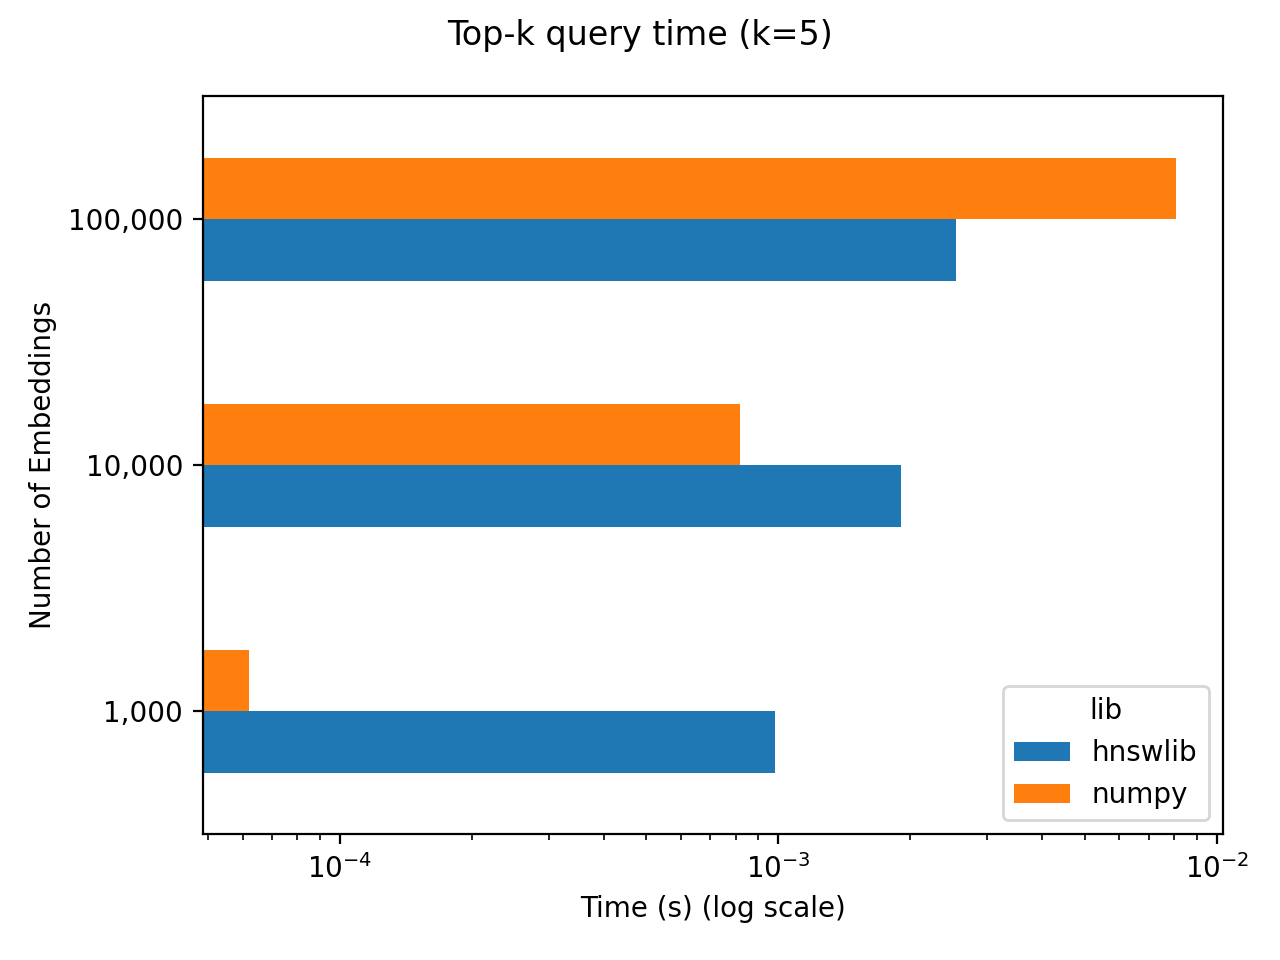 Top-k query time (k=5)
Number of Embeddings
100,000
10,000
1,000
lib
hnswlib
numpy
10⁻⁴
10⁻³
10⁻²
Time (s) (log scale)